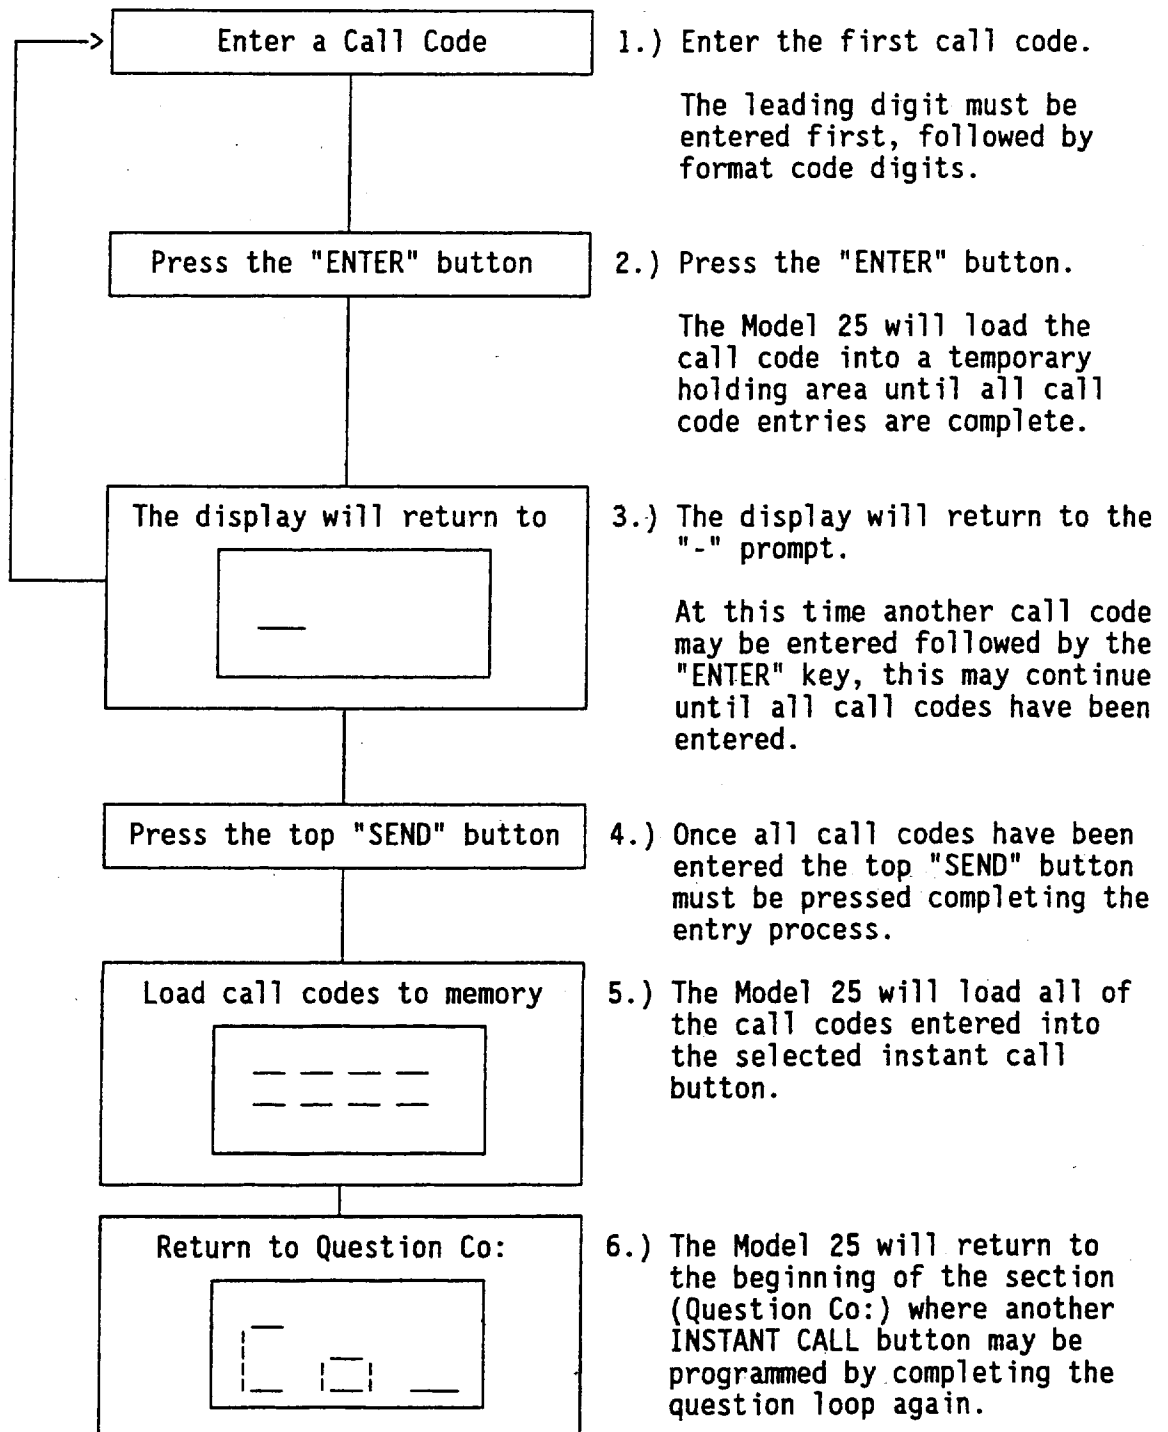 Enter a Call Code
1.) Enter the first call code.
The leading digit must be
entered first, followed by
format code digits.
Press the "ENTER" button
2.) Press the "ENTER" button.
The Model 25 will load the
call code into a temporary
holding area until all call
code entries are complete.
The display will return to
3.) The display will return to the
"-" prompt.
At this time another call code
may be entered followed by the
"ENTER" key, this may continue
until all call codes have been
entered.
Press the top "SEND" button
4.) Once all call codes have been
entered the top "SEND" button
must be pressed completing the
entry process.
Load call codes to memory
5.) The Model 25 will load all of
the call codes entered into
the selected instant call
button.
Return to Question Co:
Co_
6.) The Model 25 will return to
the beginning of the section
(Question Co:) where another
INSTANT CALL button may be
programmed by completing the
question loop again.